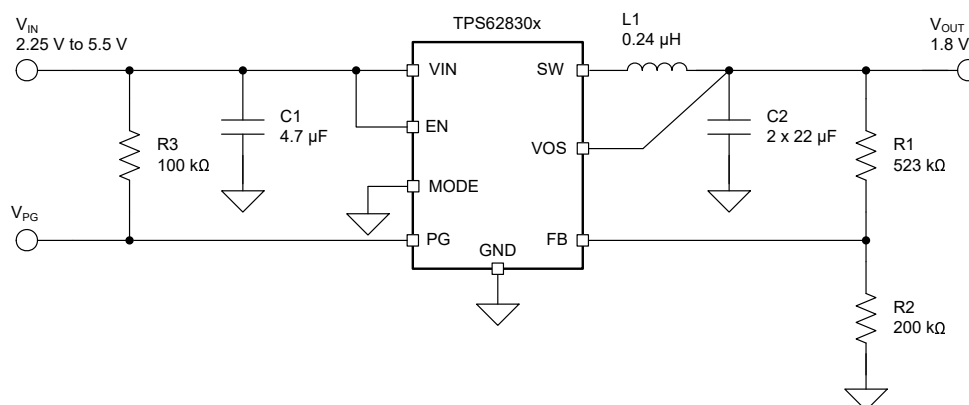 TPS62830x
VIN
2.25 V to 5.5 V
L1
0.24 µH
VOUT
1.8 V
VIN
SW
C1
4.7 µF
EN
R3
100 kΩ
VOS
C2
2 x 22 µF
R1
523 kΩ
MODE
VPG
PG
FB
GND
R2
200 kΩ